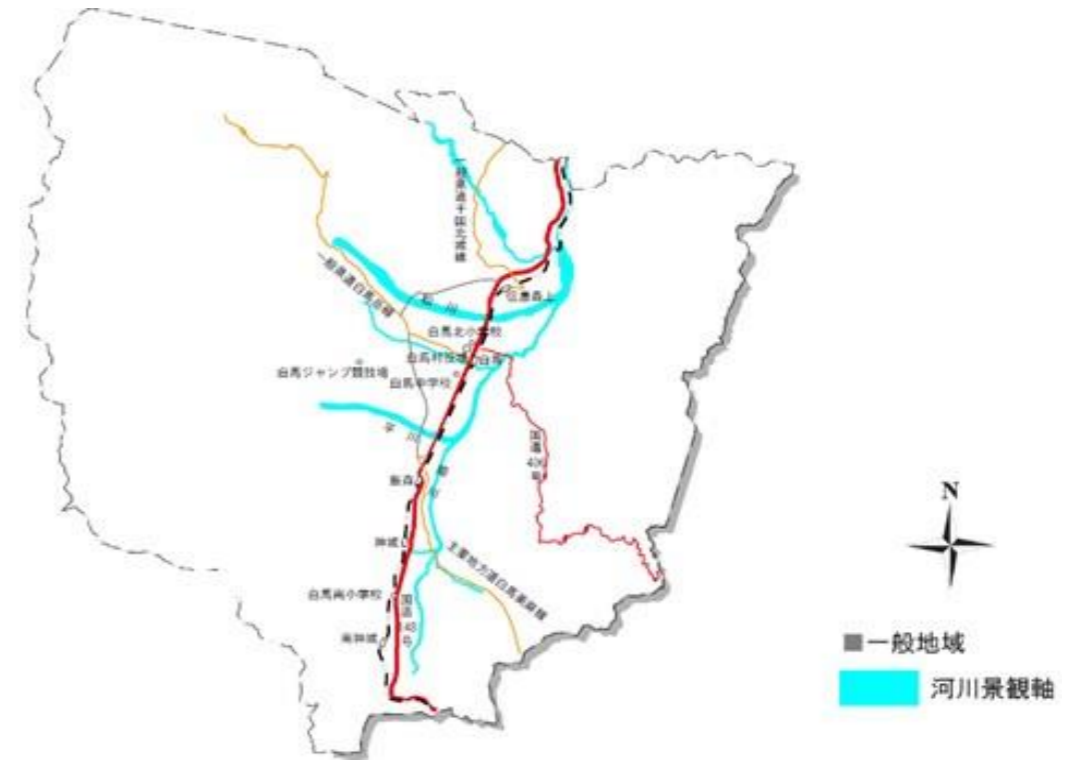 一般県道千国北城線
信濃森上
一般県道白馬岳線
松川
白馬北小学校
白馬村役場
白馬
白馬ジャンプ競技場
白馬中学校
平川
国道406号
飯森
神城
主要地方道白馬美麻線
白馬南小学校
国道148号
南神城
N
一般地域
河川景観軸